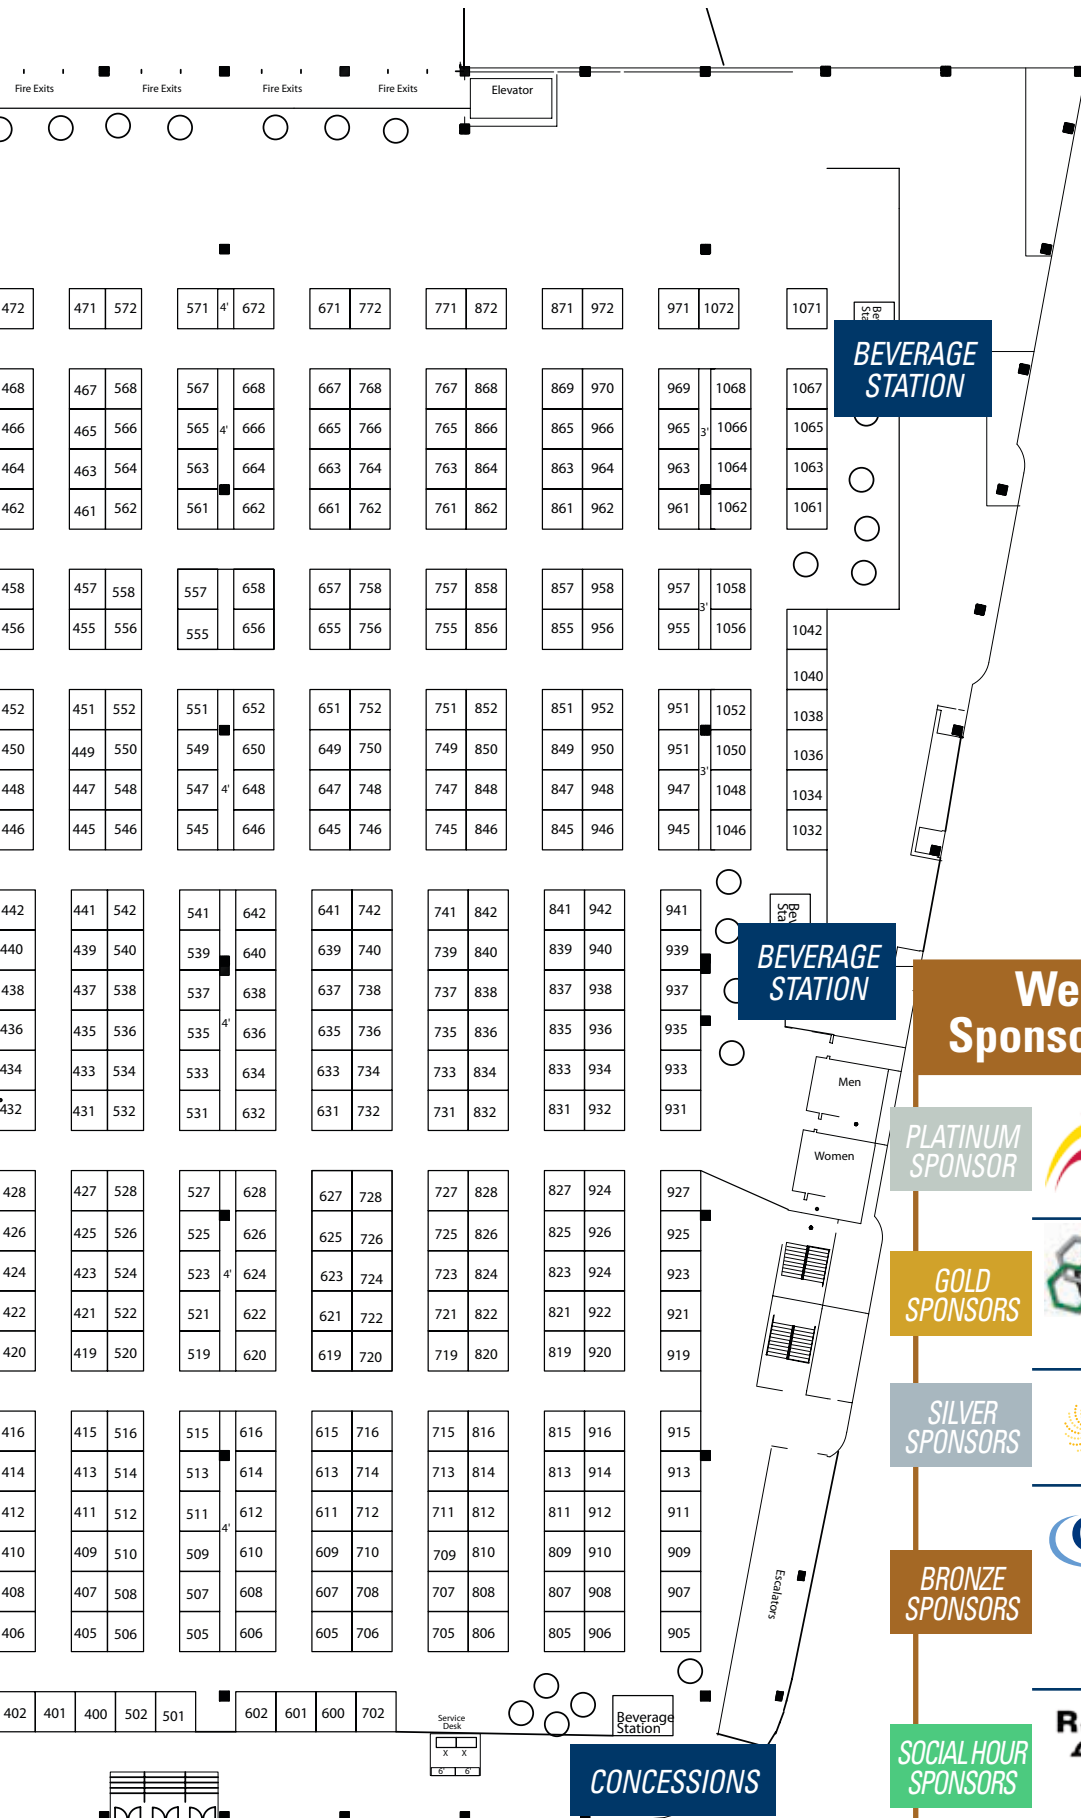 Fire Exits Fire Exits Fire Exits Fire Exits Elevator
472 471 572 571 4' 672 671 772 771 872 871 972 971 1072 1071
BEVERAGE
STATION
468 467 568 567 668 667 768 767 868 869 970 969 1068 1067
466 465 566 565 4' 666 665 766 765 866 865 966 965 3' 1066 1065
464 463 564 563 664 663 764 763 864 863 964 963 1064 1063
462 461 562 561 662 661 762 761 862 861 962 961 1062 1061
458 457 558 557 658 657 758 757 858 857 958 957 3' 1058
456 455 556 555 656 655 756 755 856 855 956 955 1056 1042
1040
452 451 552 551 652 651 752 751 852 851 952 951 1052 1038
450 449 550 549 650 649 750 749 850 849 950 951 1050 1036
448 447 548 547 4' 648 647 748 747 848 847 948 947 3' 1048 1034
446 445 546 545 646 645 746 745 846 845 946 945 1046 1032
442 441 542 541 642 641 742 741 842 841 942 941
440 439 540 539 640 639 740 739 840 839 940 939
BEVERAGE
STATION
438 437 538 537 638 637 738 737 838 837 938 937
436 435 536 535 4' 636 635 736 735 836 835 936 935
434 433 534 533 634 633 734 733 834 833 934 933
432 431 532 531 632 631 732 731 832 831 932 931
Men
Women
428 427 528 527 628 627 728 727 828 827 924 927
426 425 526 525 626 625 726 725 826 825 926 925
424 423 524 523 4' 624 623 724 723 824 823 924 923
422 421 522 521 622 621 722 721 822 821 922 921
420 419 520 519 620 619 720 719 820 819 920 919
416 415 516 515 616 615 716 715 816 815 916 915
414 413 514 513 614 613 714 713 814 813 914 913
412 411 512 511 4' 612 611 712 711 812 811 912 911
410 409 510 509 610 609 710 709 810 809 910 909
408 407 508 507 608 607 708 707 808 807 908 907
406 405 506 505 606 605 706 705 806 805 906 905
Escalators
402 401 400 502 501 602 601 600 702
Service
Desk
X X
6' 6'
Beverage
Station
CONCESSIONS
We
Sponso
PLATINUM
SPONSOR
GOLD
SPONSORS
SILVER
SPONSORS
BRONZE
SPONSORS
SOCIAL HOUR
SPONSORS